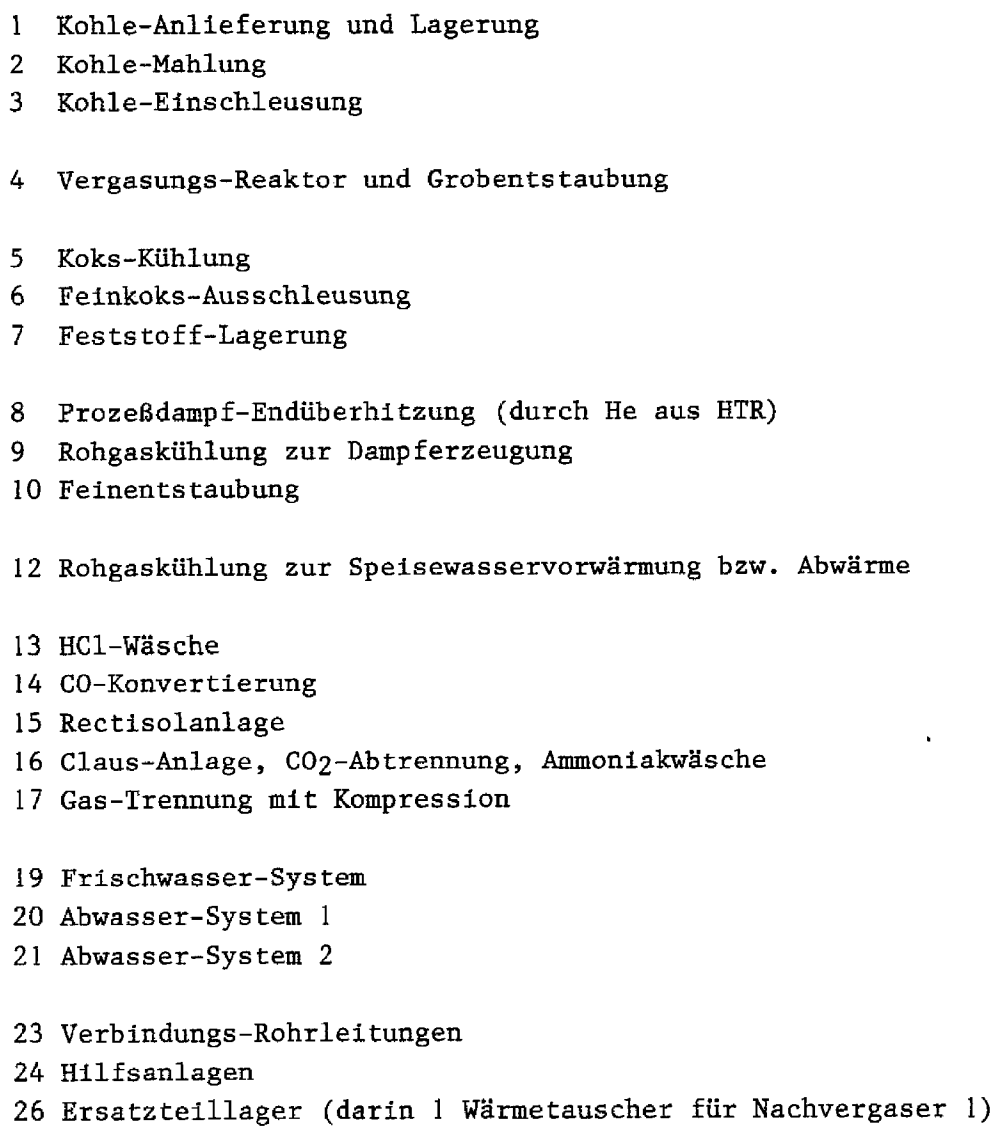 1 Kohle-Anlieferung und Lagerung
2 Kohle-Mahlung
3 Kohle-Einschleusung
4 Vergasungs-Reaktor und Grobentstaubung
5 Koks-Kühlung
6 Feinkoks-Ausschleusung
7 Feststoff-Lagerung
8 Prozeßdampf-Endüberhitzung (durch He aus HTR)
9 Rohgaskühlung zur Dampferzeugung
10 Feinentstaubung
12 Rohgaskühlung zur Speisewasservorwärmung bzw. Abwärme
13 HCl-Wäsche
14 CO-Konvertierung
15 Rectisolanlage
16 Claus-Anlage, CO2-Abtrennung, Ammoniakwäsche
17 Gas-Trennung mit Kompression
19 Frischwasser-System
20 Abwasser-System 1
21 Abwasser-System 2
23 Verbindungs-Rohrleitungen
24 Hilfsanlagen
26 Ersatzteillager (darin 1 Wärmetauscher für Nachvergaser 1)